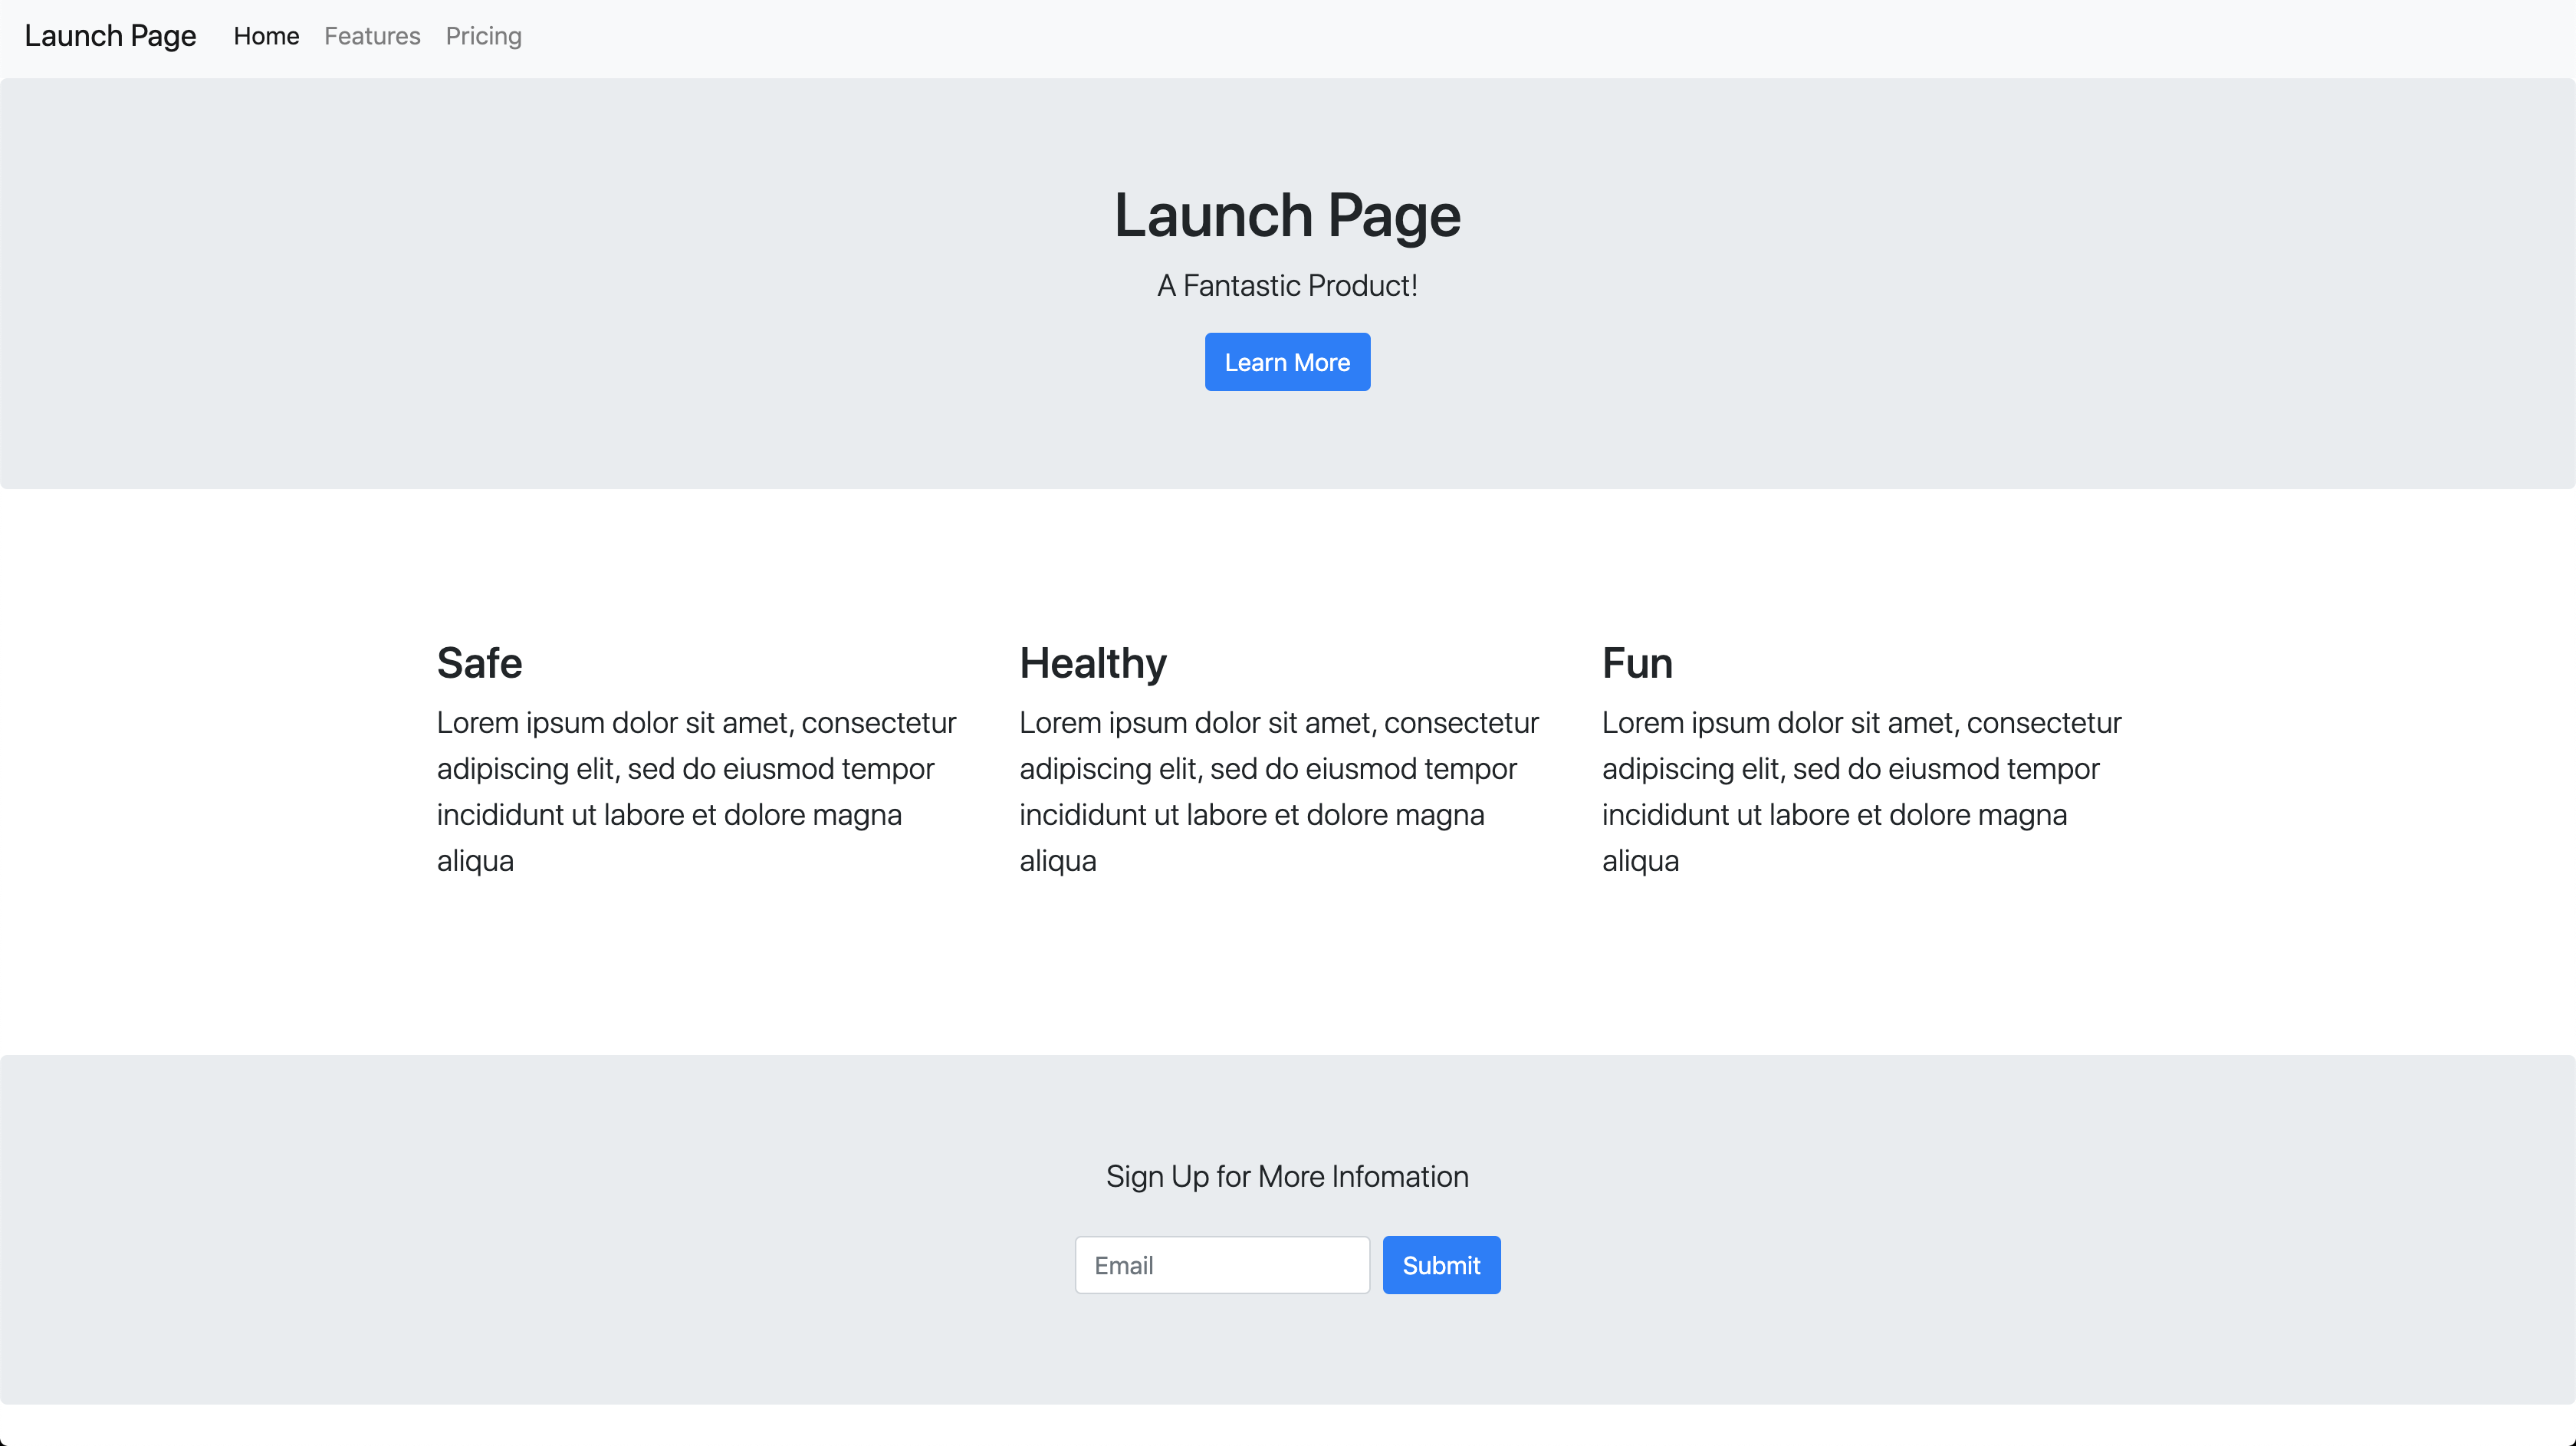 Launch Page Home Features Pricing
Launch Page
A Fantastic Product!
Learn More
Safe
Lorem ipsum dolor sit amet, consectetur
adipiscing elit, sed do eiusmod tempor
incididunt ut labore et dolore magna
aliqua
Healthy
Lorem ipsum dolor sit amet, consectetur
adipiscing elit, sed do eiusmod tempor
incididunt ut labore et dolore magna
aliqua
Fun
Lorem ipsum dolor sit amet, consectetur
adipiscing elit, sed do eiusmod tempor
incididunt ut labore et dolore magna
aliqua
Sign Up for More Infomation
Email Submit